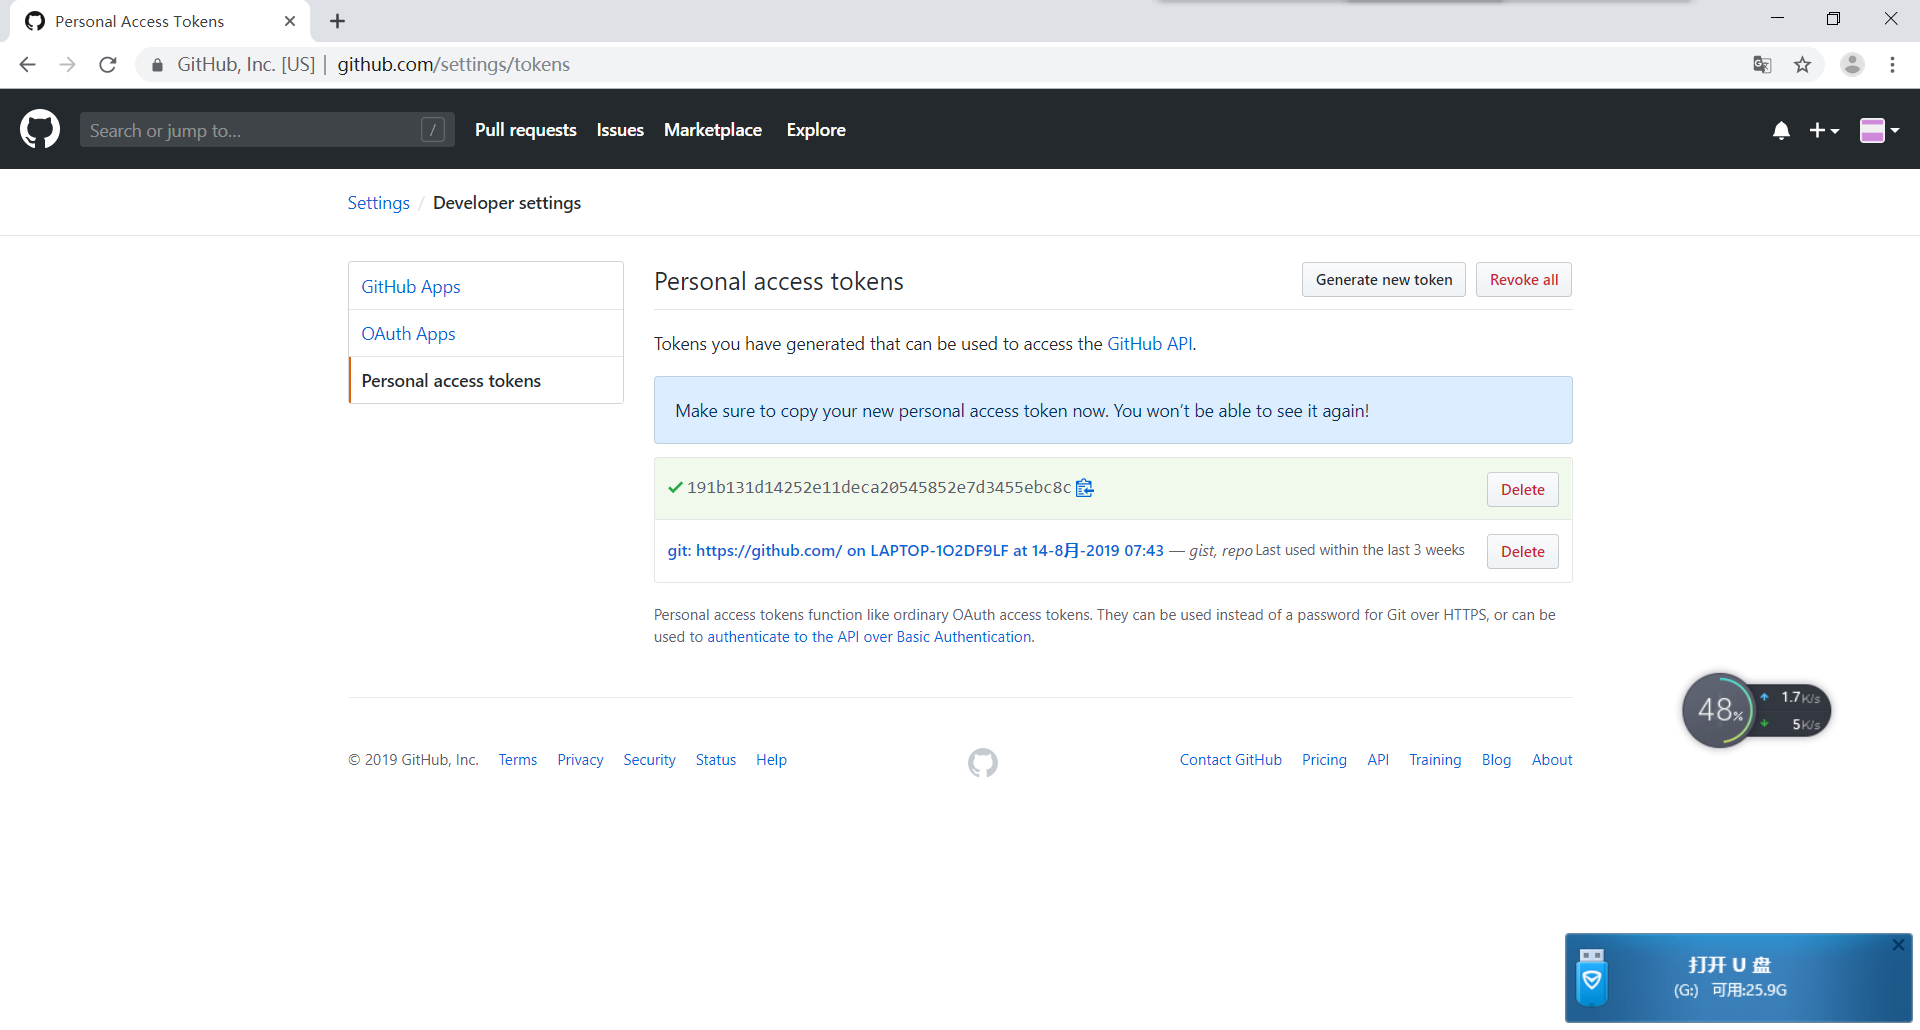 Personal Access Tokens
GitHub, Inc. [US] | github.com/settings/tokens
Search or jump to... /
Pull requests Issues Marketplace Explore
Settings / Developer settings
GitHub Apps
OAuth Apps
Personal access tokens
Personal access tokens
Generate new token
Revoke all
Tokens you have generated that can be used to access the GitHub API.
Make sure to copy your new personal access token now. You won't be able to see it again!
191b131d14252e11deca20545852e7d3455ebc8c
Delete
git: https://github.com/ on LAPTOP-1O2DF9LF at 14-8月-2019 07:43 — gist, repo Last used within the last 3 weeks
Delete
Personal access tokens function like ordinary OAuth access tokens. They can be used instead of a password for Git over HTTPS, or can be
used to authenticate to the API over Basic Authentication.
48%
1.7K/s
5K/s
© 2019 GitHub, Inc. Terms Privacy Security Status Help
Contact GitHub Pricing API Training Blog About
打开 U 盘
(G:) 可用:25.9G